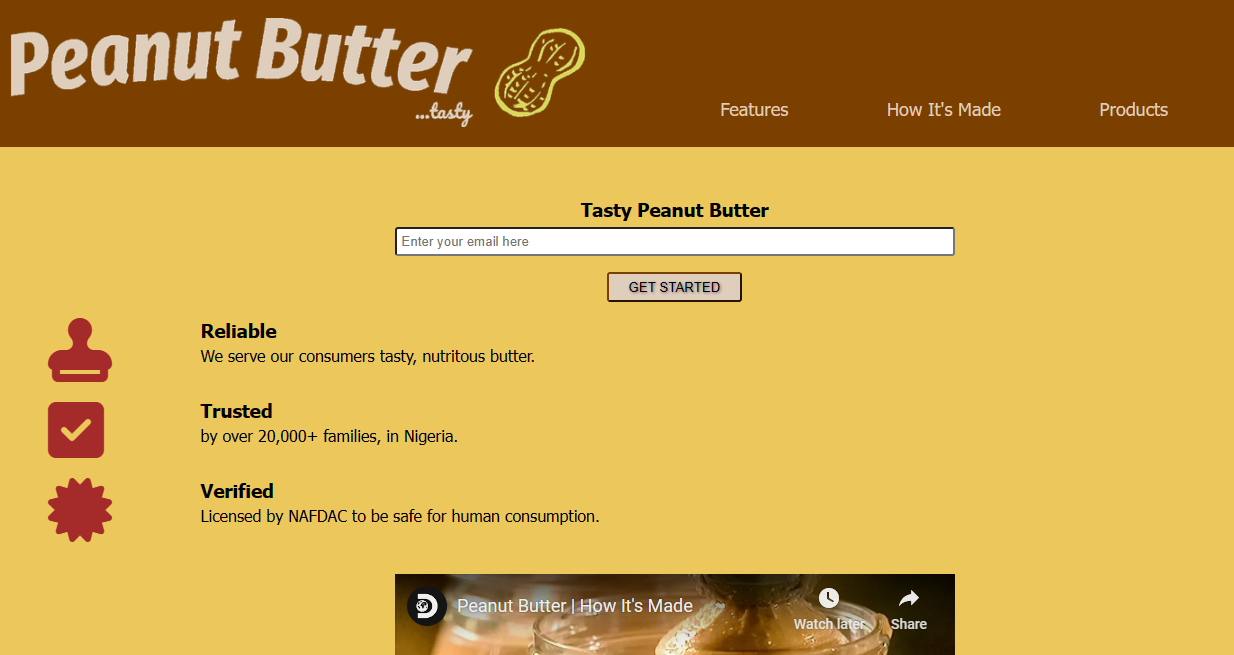 Peanut Butter
...tasty
Features How It's Made Products
Tasty Peanut Butter
Enter your email here
GET STARTED
Reliable
We serve our consumers tasty, nutritous butter.
Trusted
by over 20,000+ families, in Nigeria.
Verified
Licensed by NAFDAC to be safe for human consumption.
Peanut Butter | How It's Made
Watch later Share